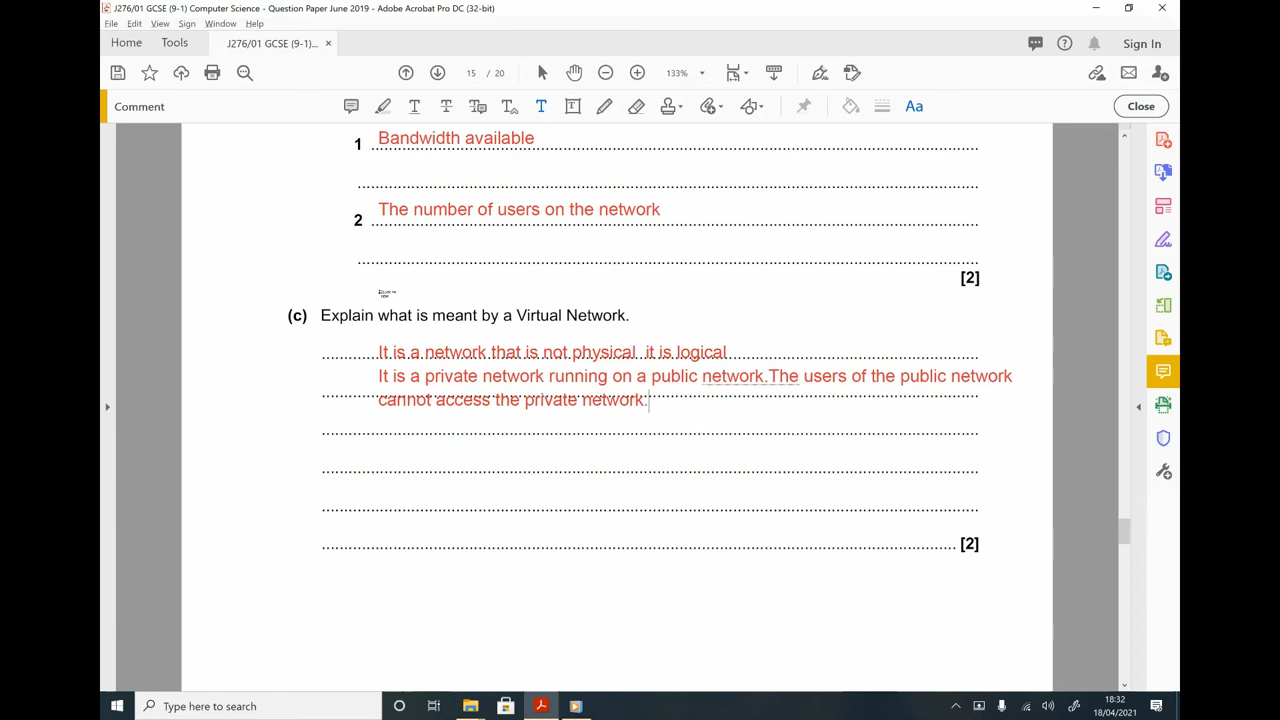 J276/01 GCSE (9-1) Computer Science - Question Paper June 2019 - Adobe Acrobat Pro DC (32-bit)
File Edit View Sign Window Help
Home Tools J276/01 GCSE (9-1)... × Sign In
15 / 20 133%
Comment Aa Close
1 Bandwidth available
2 The number of users on the network
[2]
(c) Explain what is meant by a Virtual Network.
It is a network that is not physical it is logical
It is a private network running on a public network.The users of the public network
cannot access the private network.
[2]
Type here to search
18:32
18/04/2021